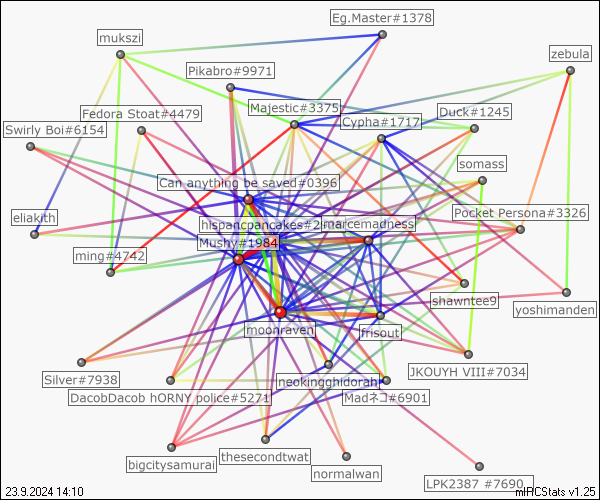 Eg.Master#1378
mukszi
zebula
Pikabro#9971
Majestic#3375
Duck#1245
Fedora Stoat#4479
Cypha#1717
Swirly Boi#6154
somass
Can anything be saved#0396
Pocket Persona#3326
eliakith
hispancpancakes#2
marcemadness
Mushy#1984
ming#4742
shawntee9
yoshimanden
moonraven
frisout
JKOUYH VIII#7034
Silver#7938
neokingghidorah
DacobDacob hORNY police#5271
Madネコ#6901
bigcitysamurai
thesecondtwat
normalwan
LPK2387 #7690
23.9.2024 14:10
mIRCStats v1.25